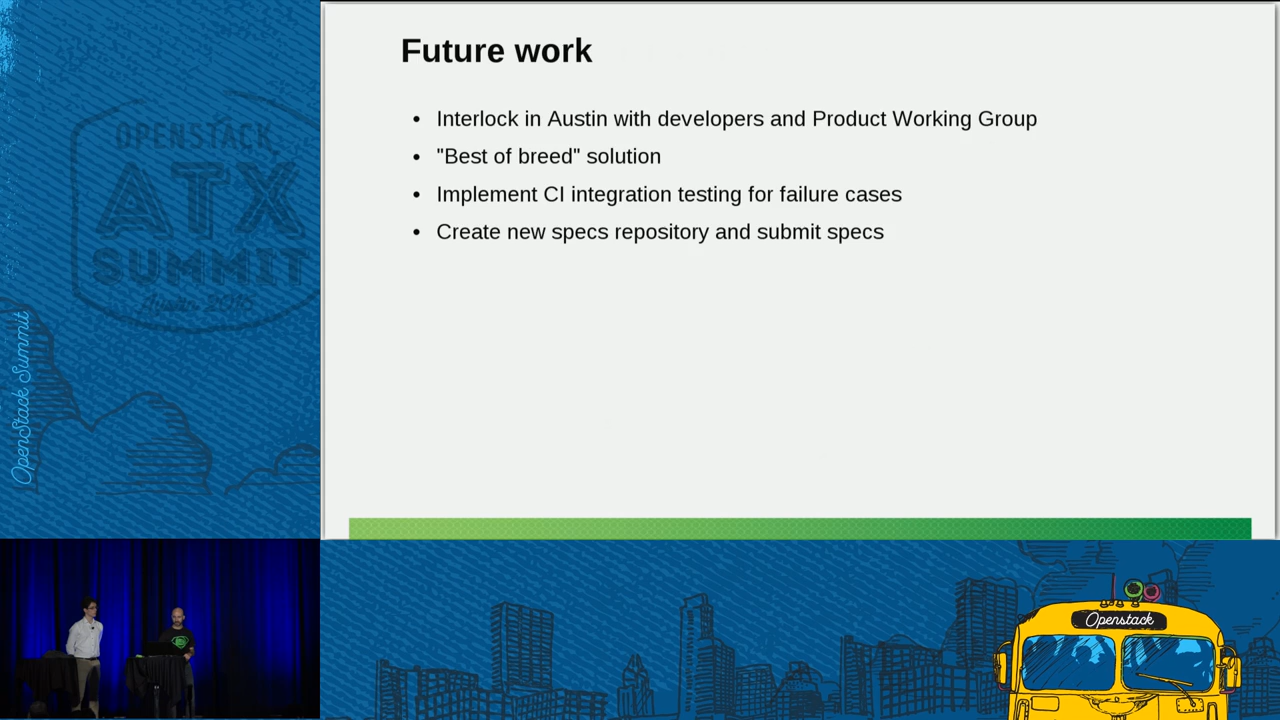 Future work
• Interlock in Austin with developers and Product Working Group
• "Best of breed" solution
• Implement CI integration testing for failure cases
• Create new specs repository and submit specs
OPENSTACK
ATX
SUMMIT
Austin 2016
OpenStack Summit
Openstack